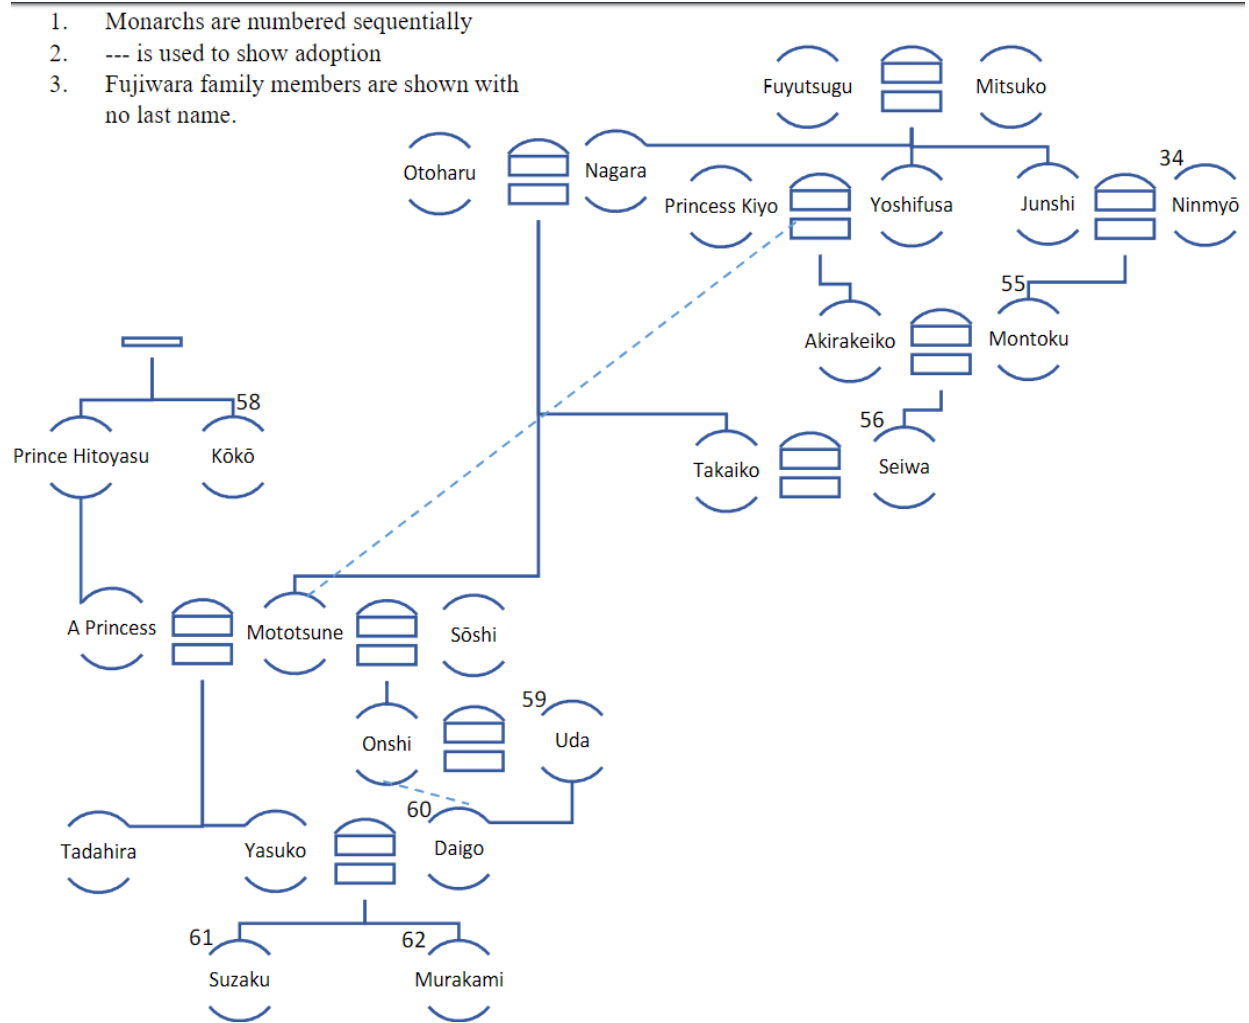 1. Monarchs are numbered sequentially
2. --- is used to show adoption
3. Fujiwara family members are shown with
no last name.
Fuyutsugu
Mitsuko
Otoharu
Nagara
34
Princess Kiyo
Yoshifusa
Junshi
Ninmyō
55
Akirakeiko
Montoku
58
56
Prince Hitoyasu
Kōkō
Takaiko
Seiwa
A Princess
Mototsune
Sōshi
59
Onshi
Uda
60
Tadahira
Yasuko
Daigo
61
62
Suzaku
Murakami